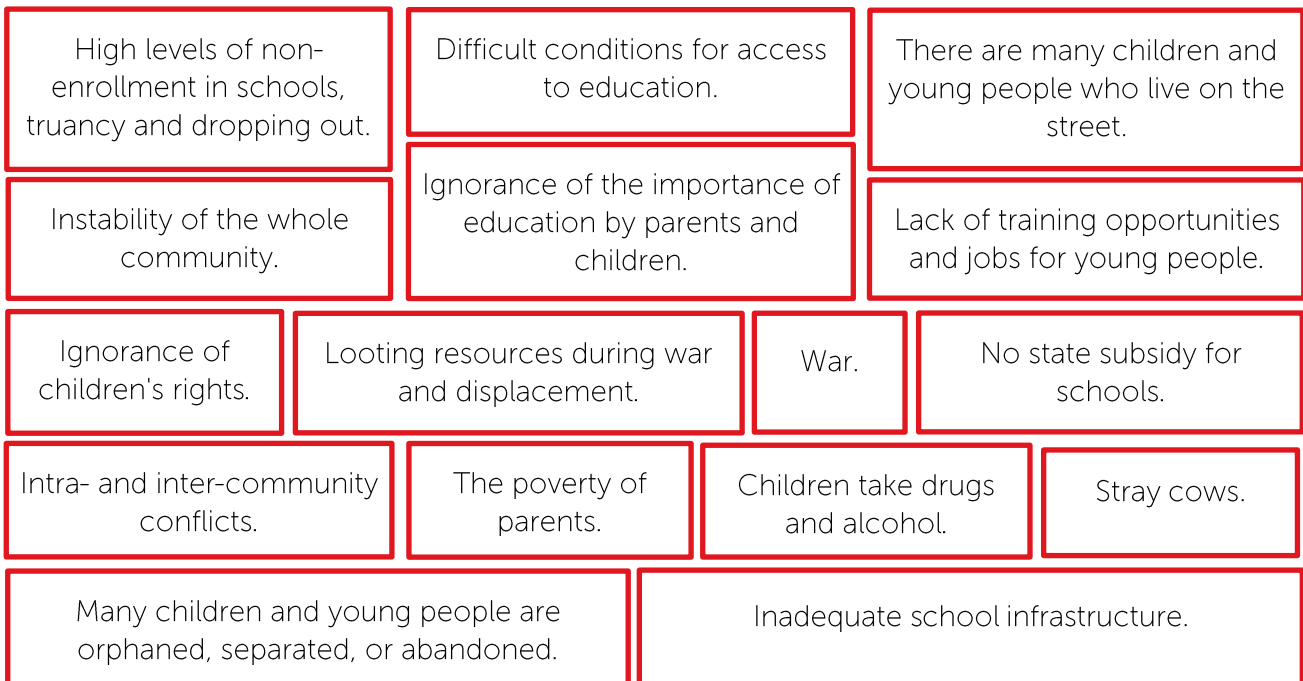 High levels of non-
enrollment in schools,
truancy and dropping out.
Difficult conditions for access
to education.
There are many children and
young people who live on the
street.
Instability of the whole
community.
Ignorance of the importance of
education by parents and
children.
Lack of training opportunities
and jobs for young people.
Ignorance of
children's rights.
Looting resources during war
and displacement.
War.
No state subsidy for
schools.
Intra- and inter-community
conflicts.
The poverty of
parents.
Children take drugs
and alcohol.
Stray cows.
Many children and young people are
orphaned, separated, or abandoned.
Inadequate school infrastructure.